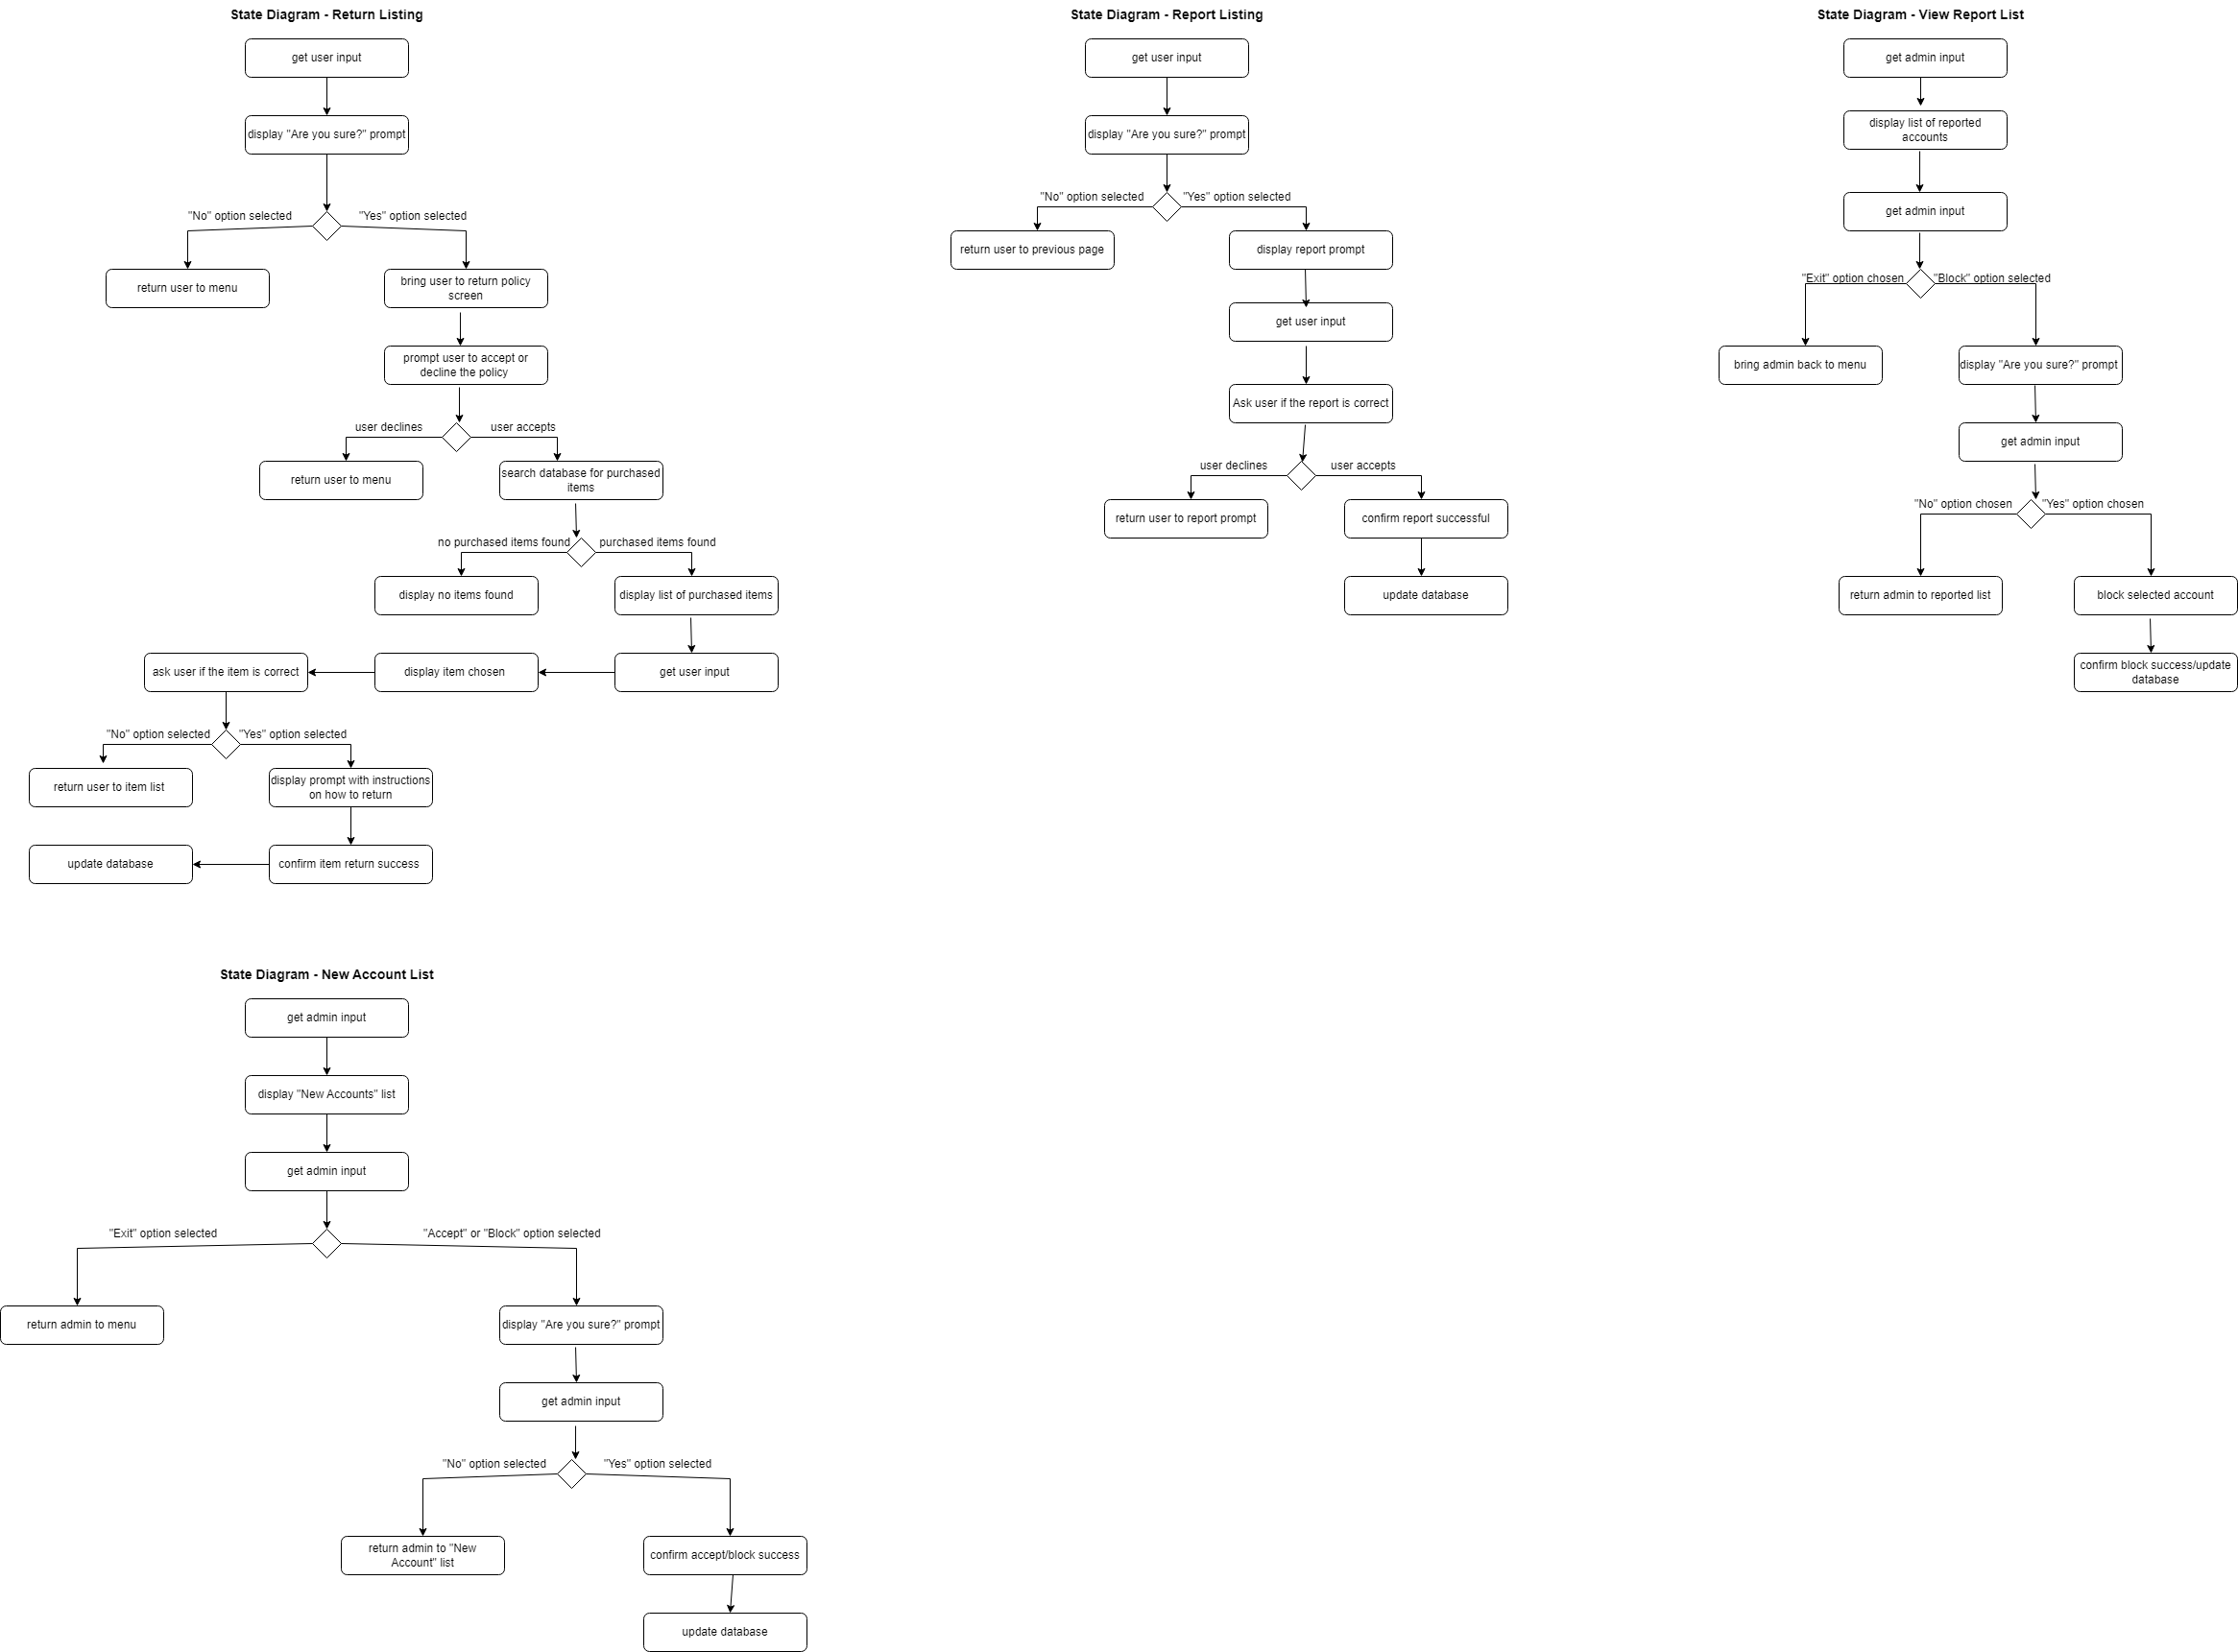 State Diagram - Return Listing
get user input
display "Are you sure?" prompt
"No" option selected
"Yes" option selected
return user to menu
bring user to return policy
screen
prompt user to accept or
decline the policy
user declines
user accepts
return user to menu
search database for purchased
items
no purchased items found
purchased items found
display no items found
display list of purchased items
ask user if the item is correct
display item chosen
get user input
"No" option selected
"Yes" option selected
return user to item list
display prompt with instructions
on how to return
update database
confirm item return success
State Diagram - Report Listing
get user input
display "Are you sure?" prompt
"No" option selected
"Yes" option selected
return user to previous page
display report prompt
get user input
Ask user if the report is correct
user declines
user accepts
return user to report prompt
confirm report successful
update database
State Diagram - View Report List
get admin input
display list of reported
accounts
get admin input
"Exit" option chosen
"Block" option selected
bring admin back to menu
display "Are you sure?" prompt
get admin input
"No" option chosen
"Yes" option chosen
return admin to reported list
block selected account
confirm block success/update
database
State Diagram - New Account List
get admin input
display "New Accounts" list
get admin input
"Exit" option selected
"Accept" or "Block" option selected
return admin to menu
display "Are you sure?" prompt
get admin input
"No" option selected
"Yes" option selected
return admin to "New
Account" list
confirm accept/block success
update database